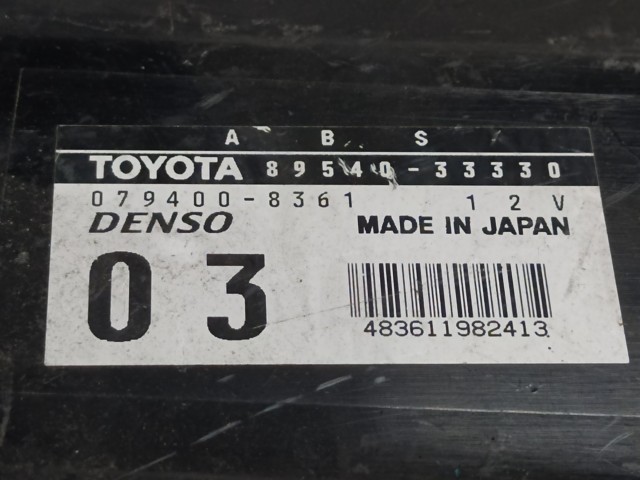 A B S
TOYOTA 89540-33330
079400-8361 12V
DENSO MADE IN JAPAN
03
483611982413